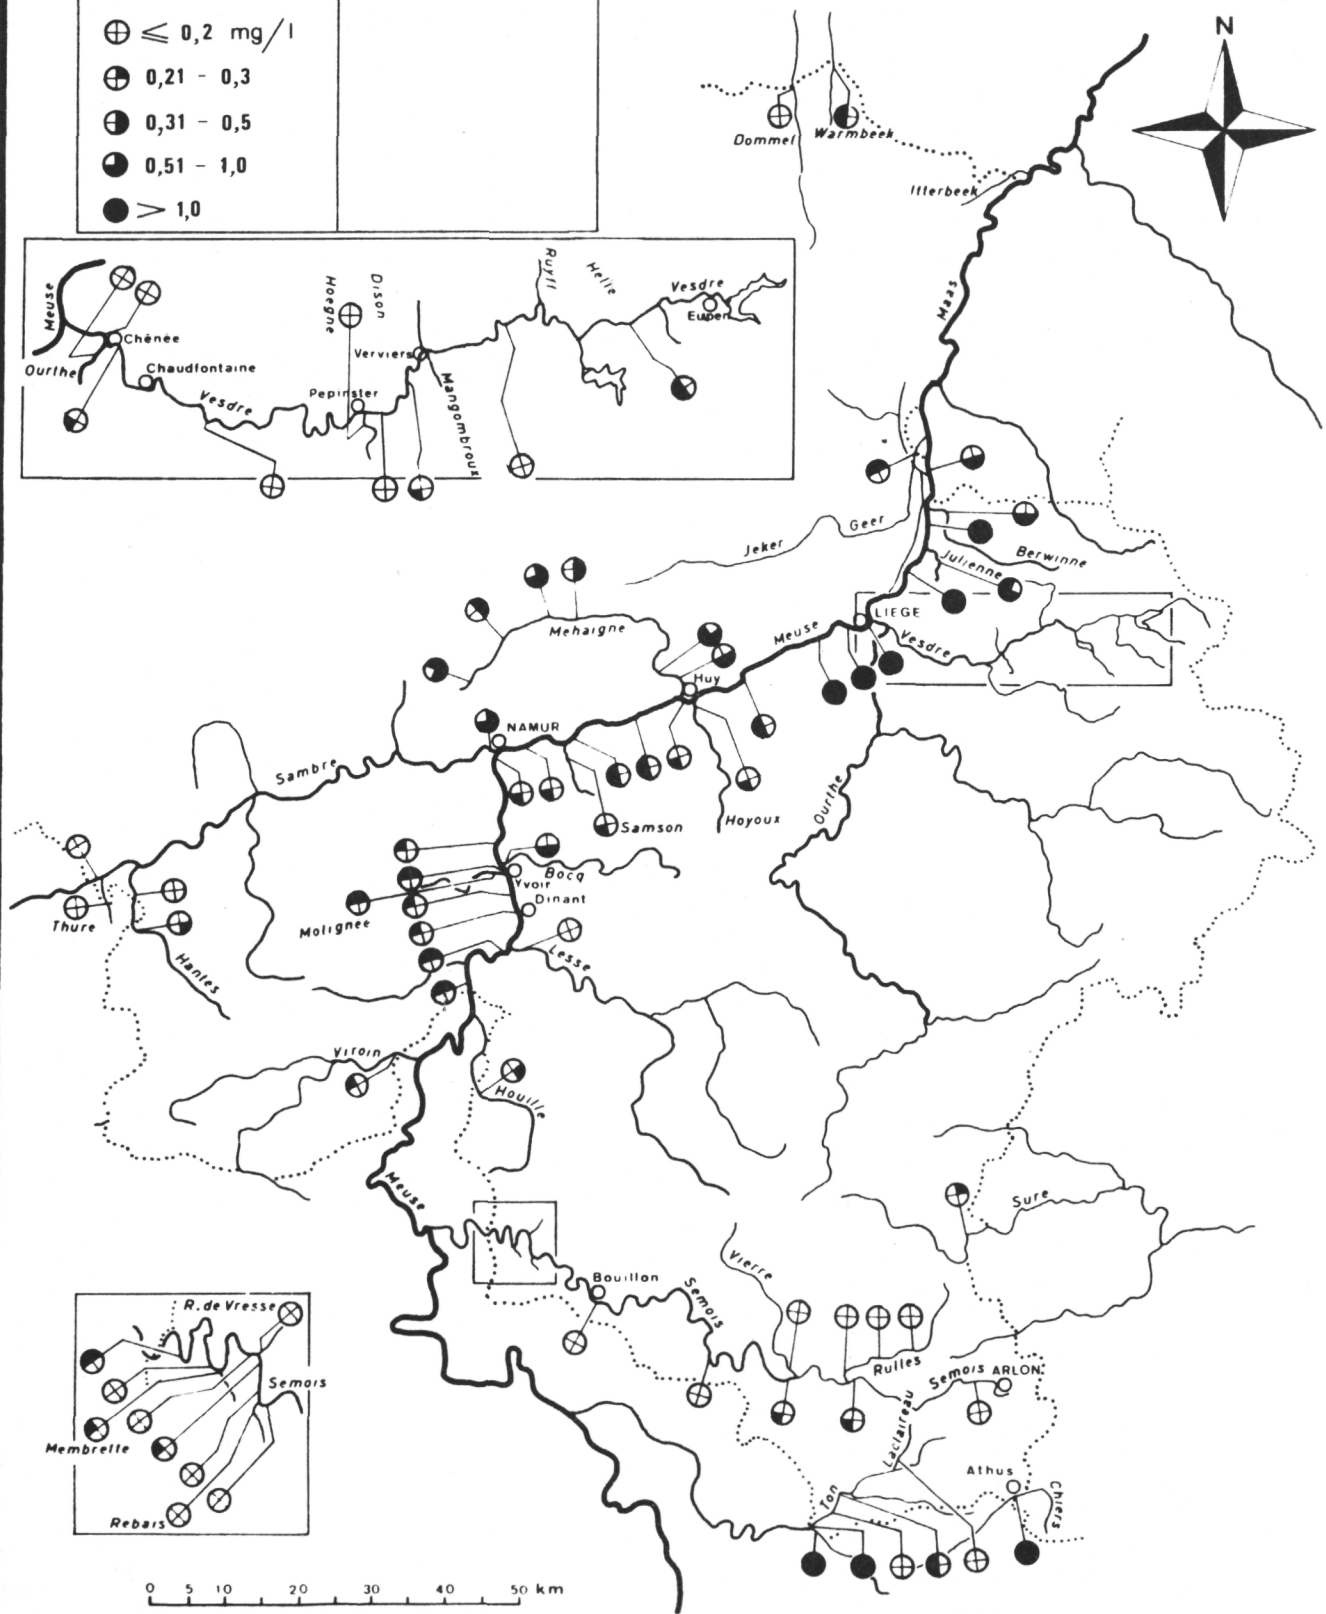 ≤ 0,2 mg/l
0,21 - 0,3
0,31 - 0,5
0,51 - 1,0
> 1,0
N
Dommel
Warmbeek
Itterbeek
Maas
Meuse
Chênée
Ourthe
Chaudfontaine
Vesdre
Hoegne
Dison
Pepinster
Verviers
Mangombroux
Ruyff
Helle
Vesdre
Eupen
Jeker
Geer
Berwinne
Julienne
LIEGE
Vesdre
Mehaigne
Meuse
Huy
NAMUR
Sambre
Samson
Hoyoux
Ourthe
Thure
Hantes
Molignée
Bocq
Yvoir
Dinant
Lesse
Viroin
Houille
Meuse
Sure
Vierre
Bouillon
Semois
Rulles
Semois
ARLON
Laclaireau
Ton
Athus
Chiers
R. de Vresse
Semois
Membrette
Rebais
0 5 10 20 30 40 50 km